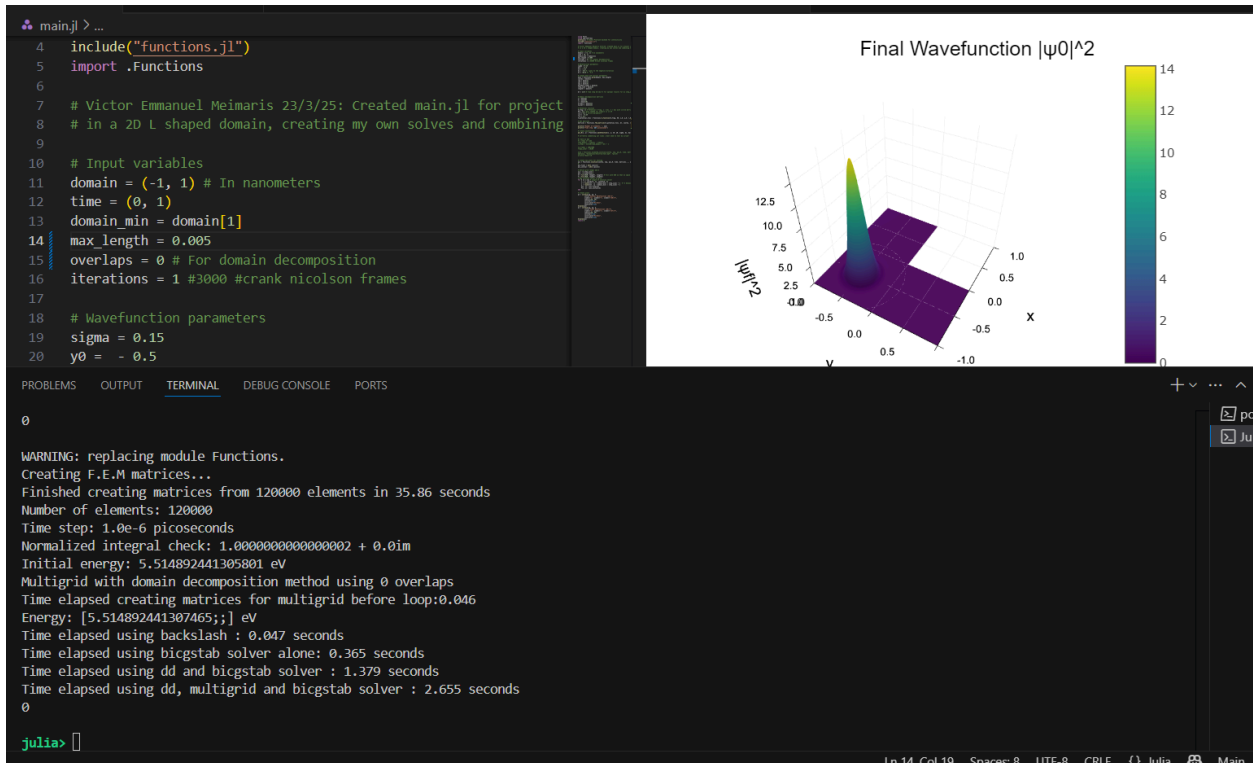 main.jl > ...
4 include("functions.jl")
5 import .Functions
6
7 # Victor Emmanuel Meimaris 23/3/25: Created main.jl for project
8 # in a 2D L shaped domain, creating my own solves and combining
9
10 # Input variables
11 domain = (-1, 1) # In nanometers
12 time = (0, 1)
13 domain_min = domain[1]
14 max_length = 0.005
15 overlaps = 0 # For domain decomposition
16 iterations = 1 #3000 #crank nicolson frames
17
18 # Wavefunction parameters
19 sigma = 0.15
20 y0 = - 0.5
Final Wavefunction |ψ0|^2
14
12
10
8
6
4
2
0
12.5
10.0
7.5
5.0
2.5
|ψf|^2
-1.0
-0.5
0.0
0.5
y
1.0
0.5
0.0
-0.5
-1.0
x
PROBLEMS OUTPUT TERMINAL DEBUG CONSOLE PORTS
0
WARNING: replacing module Functions.
Creating F.E.M matrices...
Finished creating matrices from 120000 elements in 35.86 seconds
Number of elements: 120000
Time step: 1.0e-6 picoseconds
Normalized integral check: 1.0000000000000002 + 0.0im
Initial energy: 5.514892441305801 eV
Multigrid with domain decomposition method using 0 overlaps
Time elapsed creating matrices for multigrid before loop:0.046
Energy: [5.514892441307465;;] eV
Time elapsed using backslash : 0.047 seconds
Time elapsed using bicgstab solver alone: 0.365 seconds
Time elapsed using dd and bicgstab solver : 1.379 seconds
Time elapsed using dd, multigrid and bicgstab solver : 2.655 seconds
0
julia>
po
Ju
Ln 14, Col 19 Spaces: 8 UTF-8 CRLF {} Julia Main